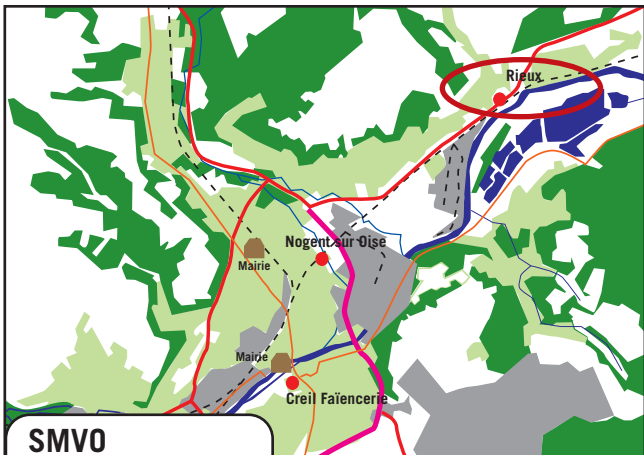 Rieux
Nogent sur Oise
Mairie
Mairie
Creil Faïencerie
SMVO